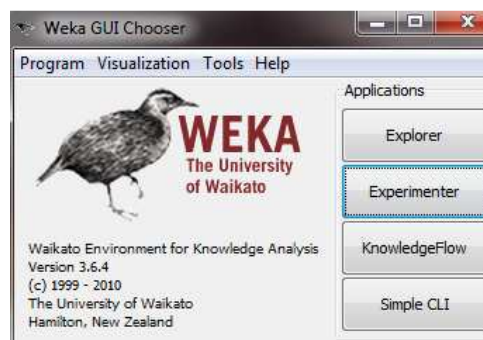 Weka GUI Chooser
Program Visualization Tools Help
WEKA
The University
of Waikato
Waikato Environment for Knowledge Analysis
Version 3.6.4
(c) 1999 - 2010
The University of Waikato
Hamilton, New Zealand
Applications
Explorer
Experimenter
KnowledgeFlow
Simple CLI